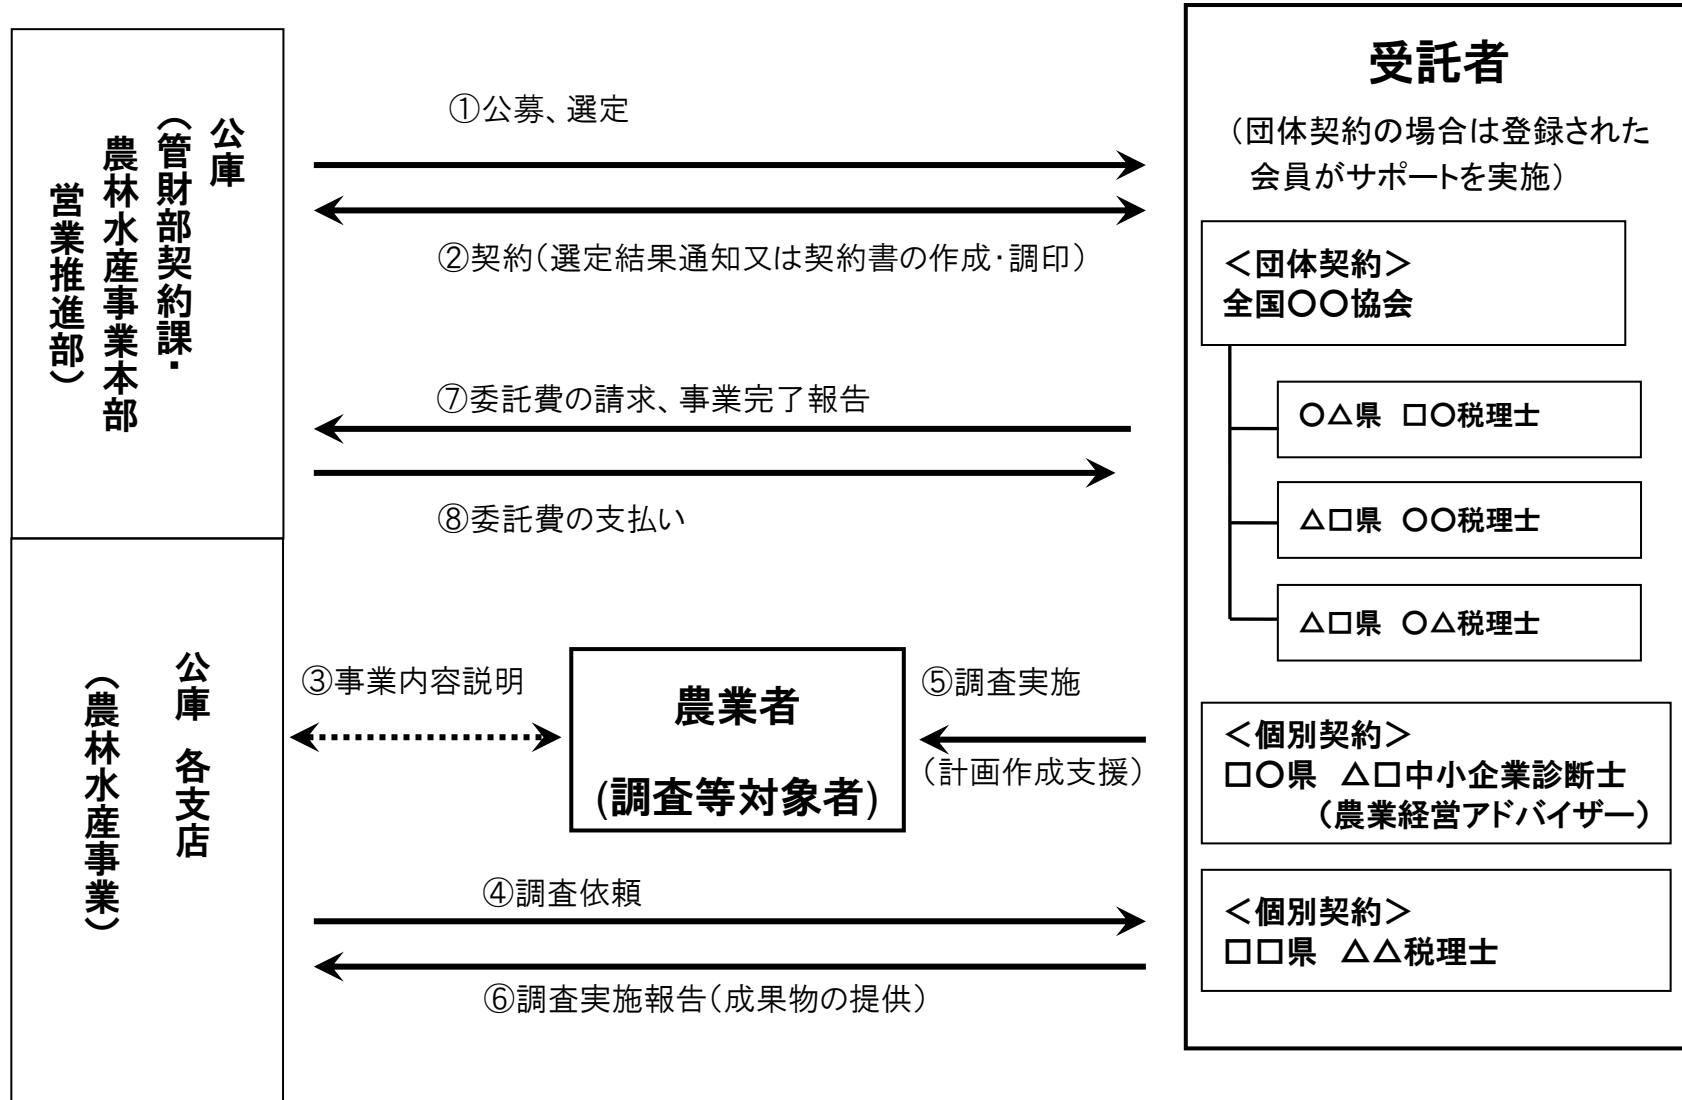 公庫
（管財部契約課・
農林水産事業本部
営業推進部）
①公募、選定
②契約（選定結果通知又は契約書の作成・調印）
⑦委託費の請求、事業完了報告
⑧委託費の支払い
公庫 各支店
（農林水産事業）
③事業内容説明
農業者
(調査等対象者)
⑤調査実施
（計画作成支援）
④調査依頼
⑥調査実施報告（成果物の提供）
受託者
（団体契約の場合は登録された
会員がサポートを実施）
＜団体契約＞
全国〇〇協会
〇△県 □〇税理士
△□県 〇〇税理士
△□県 〇△税理士
＜個別契約＞
□〇県 △□中小企業診断士
（農業経営アドバイザー）
＜個別契約＞
□□県 △△税理士